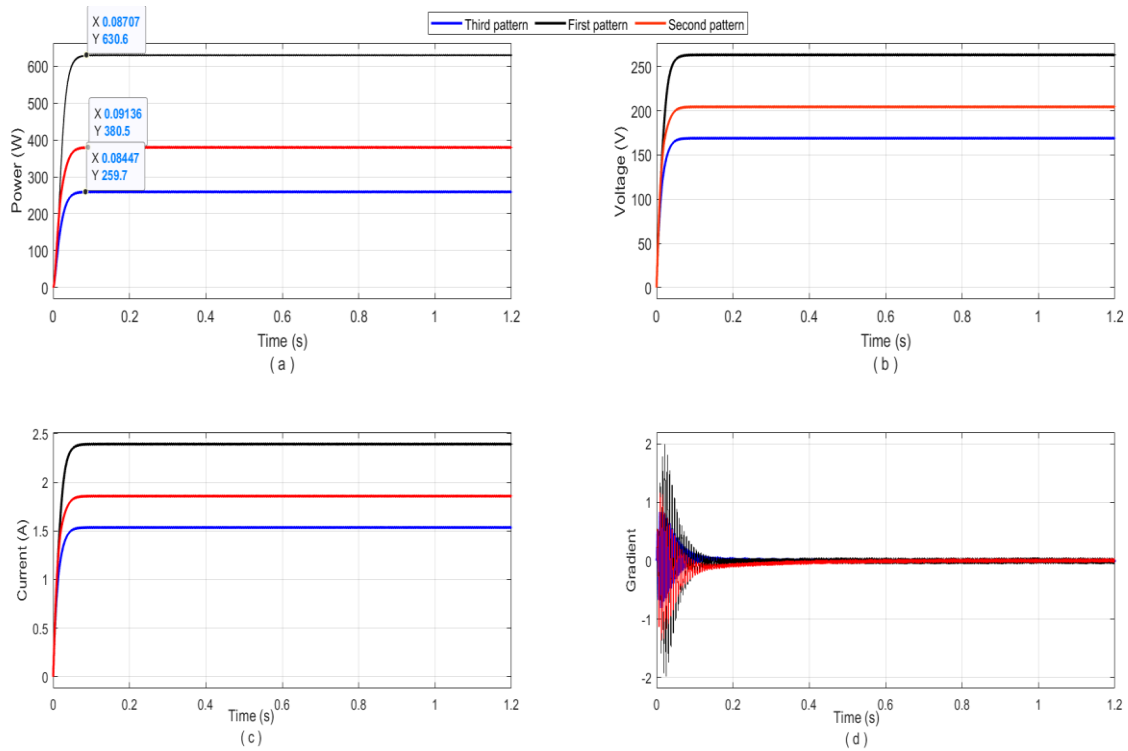 Third pattern First pattern Second pattern
X 0.08707
Y 630.6
X 0.09136
Y 380.5
X 0.08447
Y 259.7
Power (W)
600
500
400
300
200
100
0
0 0.2 0.4 0.6 0.8 1 1.2
Time (s)
( a )
Voltage (V)
250
200
150
100
50
0
0 0.2 0.4 0.6 0.8 1 1.2
Time (s)
( b )
Current (A)
2.5
2
1.5
1
0.5
0
0 0.2 0.4 0.6 0.8 1 1.2
Time (s)
( c )
Gradient
2
1
0
-1
-2
0 0.2 0.4 0.6 0.8 1 1.2
Time (s)
( d )